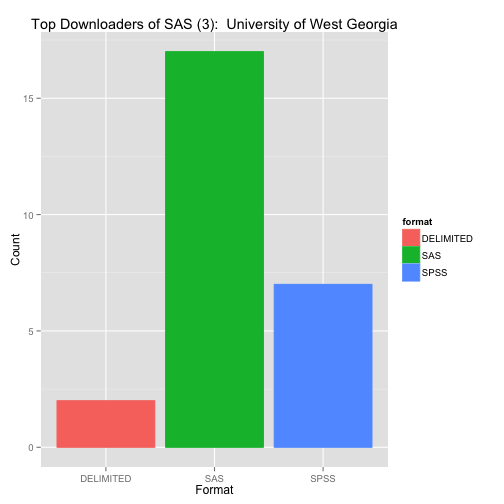 Top Downloaders of SAS (3):  University of West Georgia
15
10
5
0
Count
DELIMITED
SAS
SPSS
Format
format
DELIMITED
SAS
SPSS